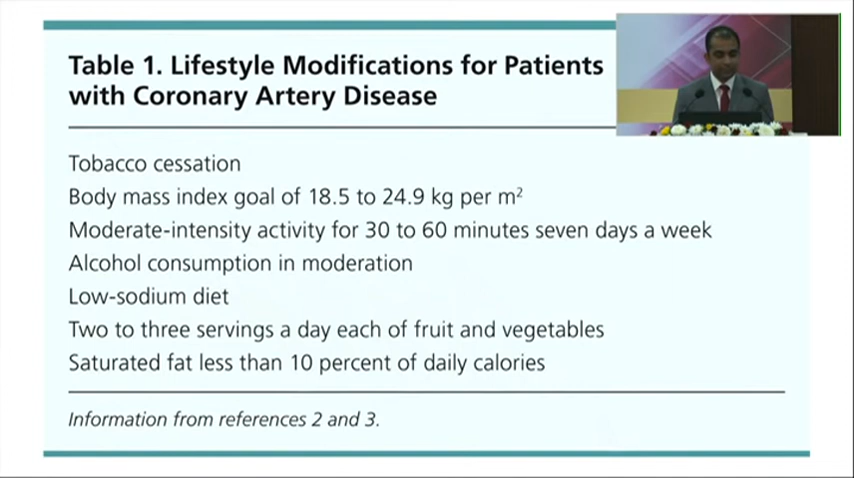 Table 1. Lifestyle Modifications for Patients
with Coronary Artery Disease
Tobacco cessation
Body mass index goal of 18.5 to 24.9 kg per m²
Moderate-intensity activity for 30 to 60 minutes seven days a week
Alcohol consumption in moderation
Low-sodium diet
Two to three servings a day each of fruit and vegetables
Saturated fat less than 10 percent of daily calories
Information from references 2 and 3.